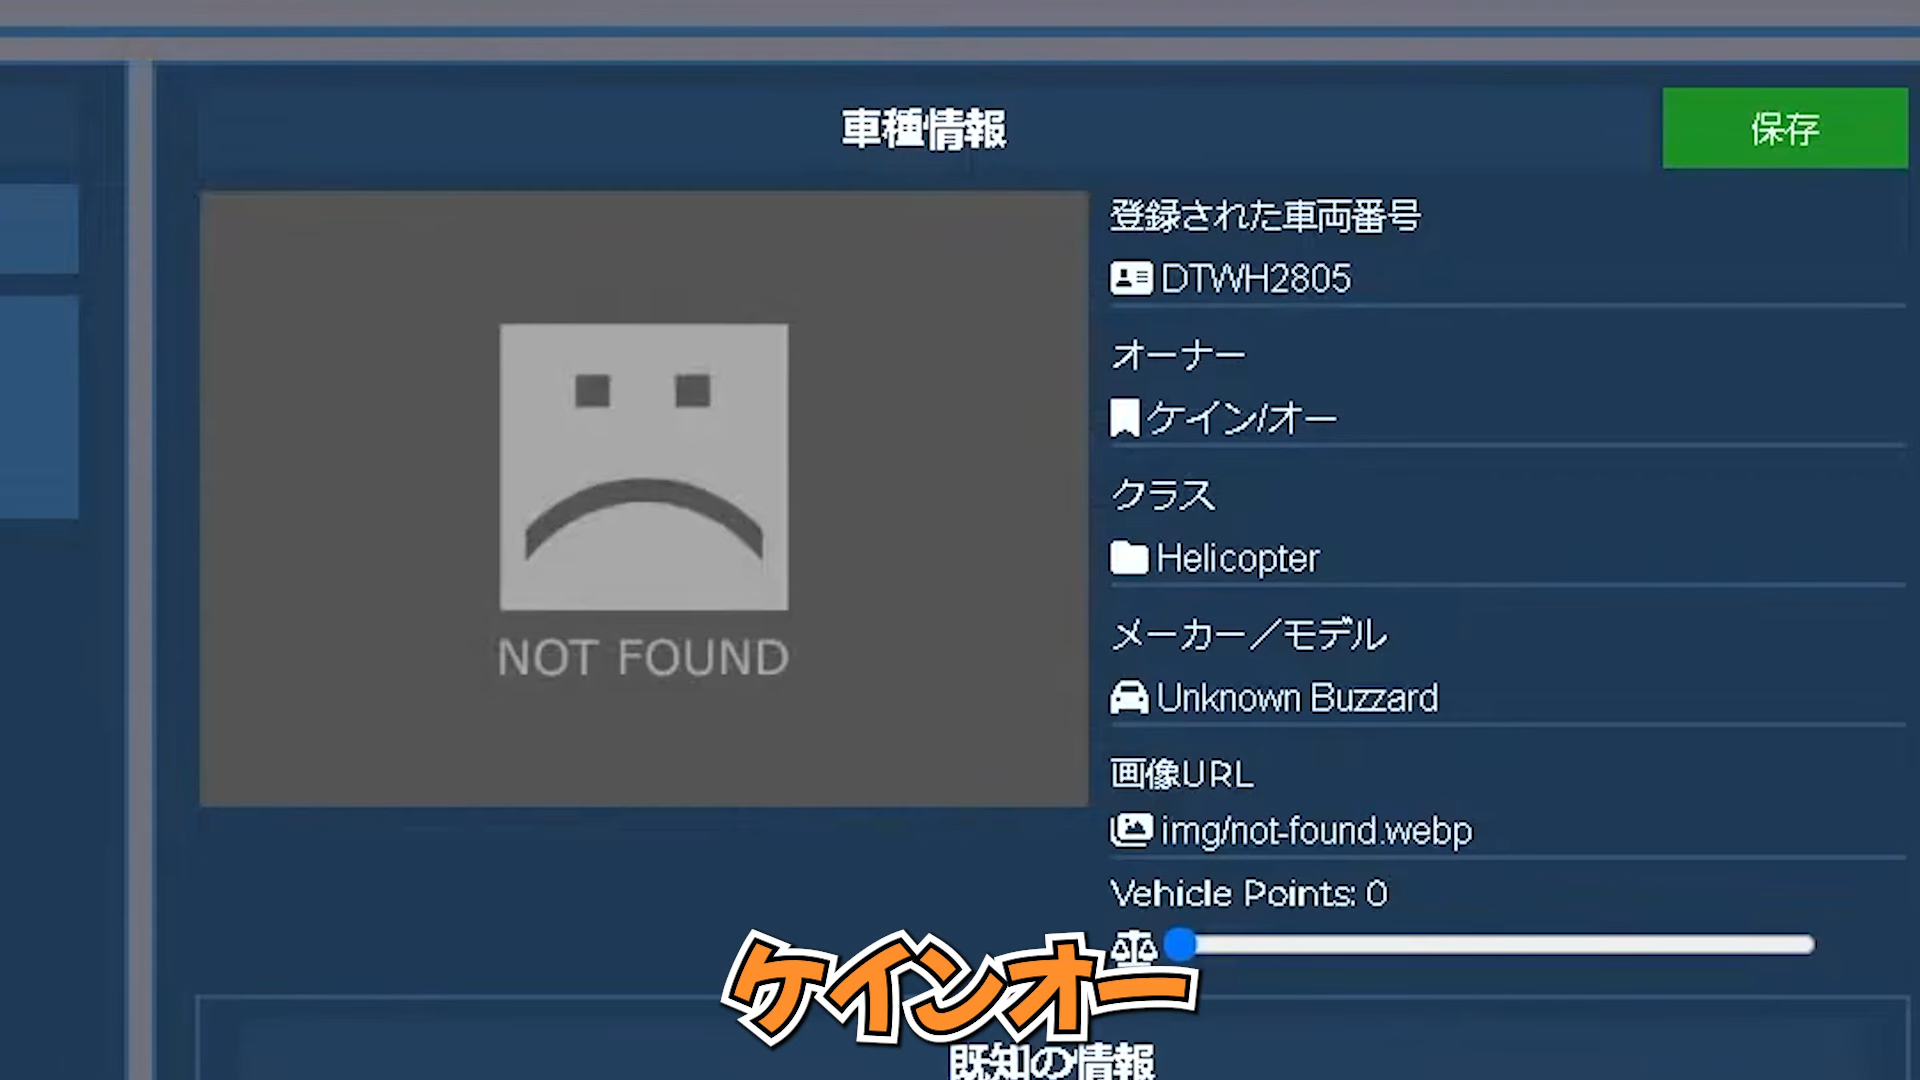 車種情報
保存
登録された車両番号
DTWH2805
オーナー
ケイン/オー
クラス
Helicopter
メーカー／モデル
Unknown Buzzard
画像URL
img/not-found.webp
Vehicle Points: 0
NOT FOUND
ケインオー
既知の情報